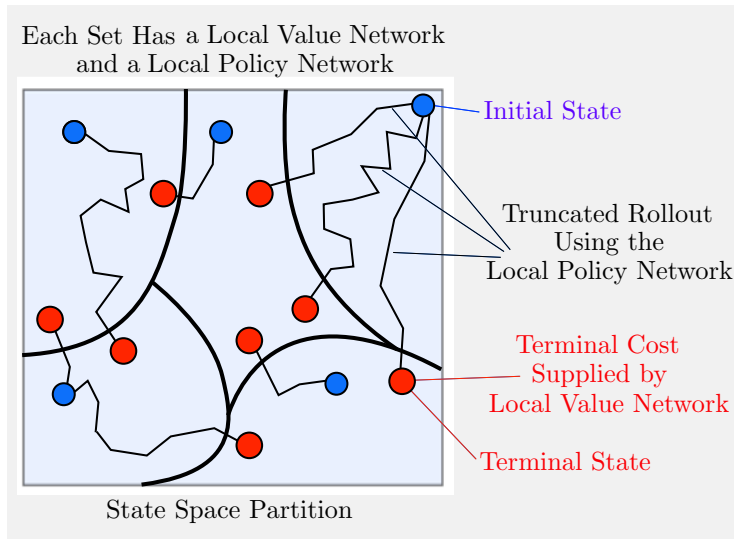 Each Set Has a Local Value Network
and a Local Policy Network
Initial State
Truncated Rollout
Using the
Local Policy Network
Terminal Cost
Supplied by
Local Value Network
Terminal State
State Space Partition